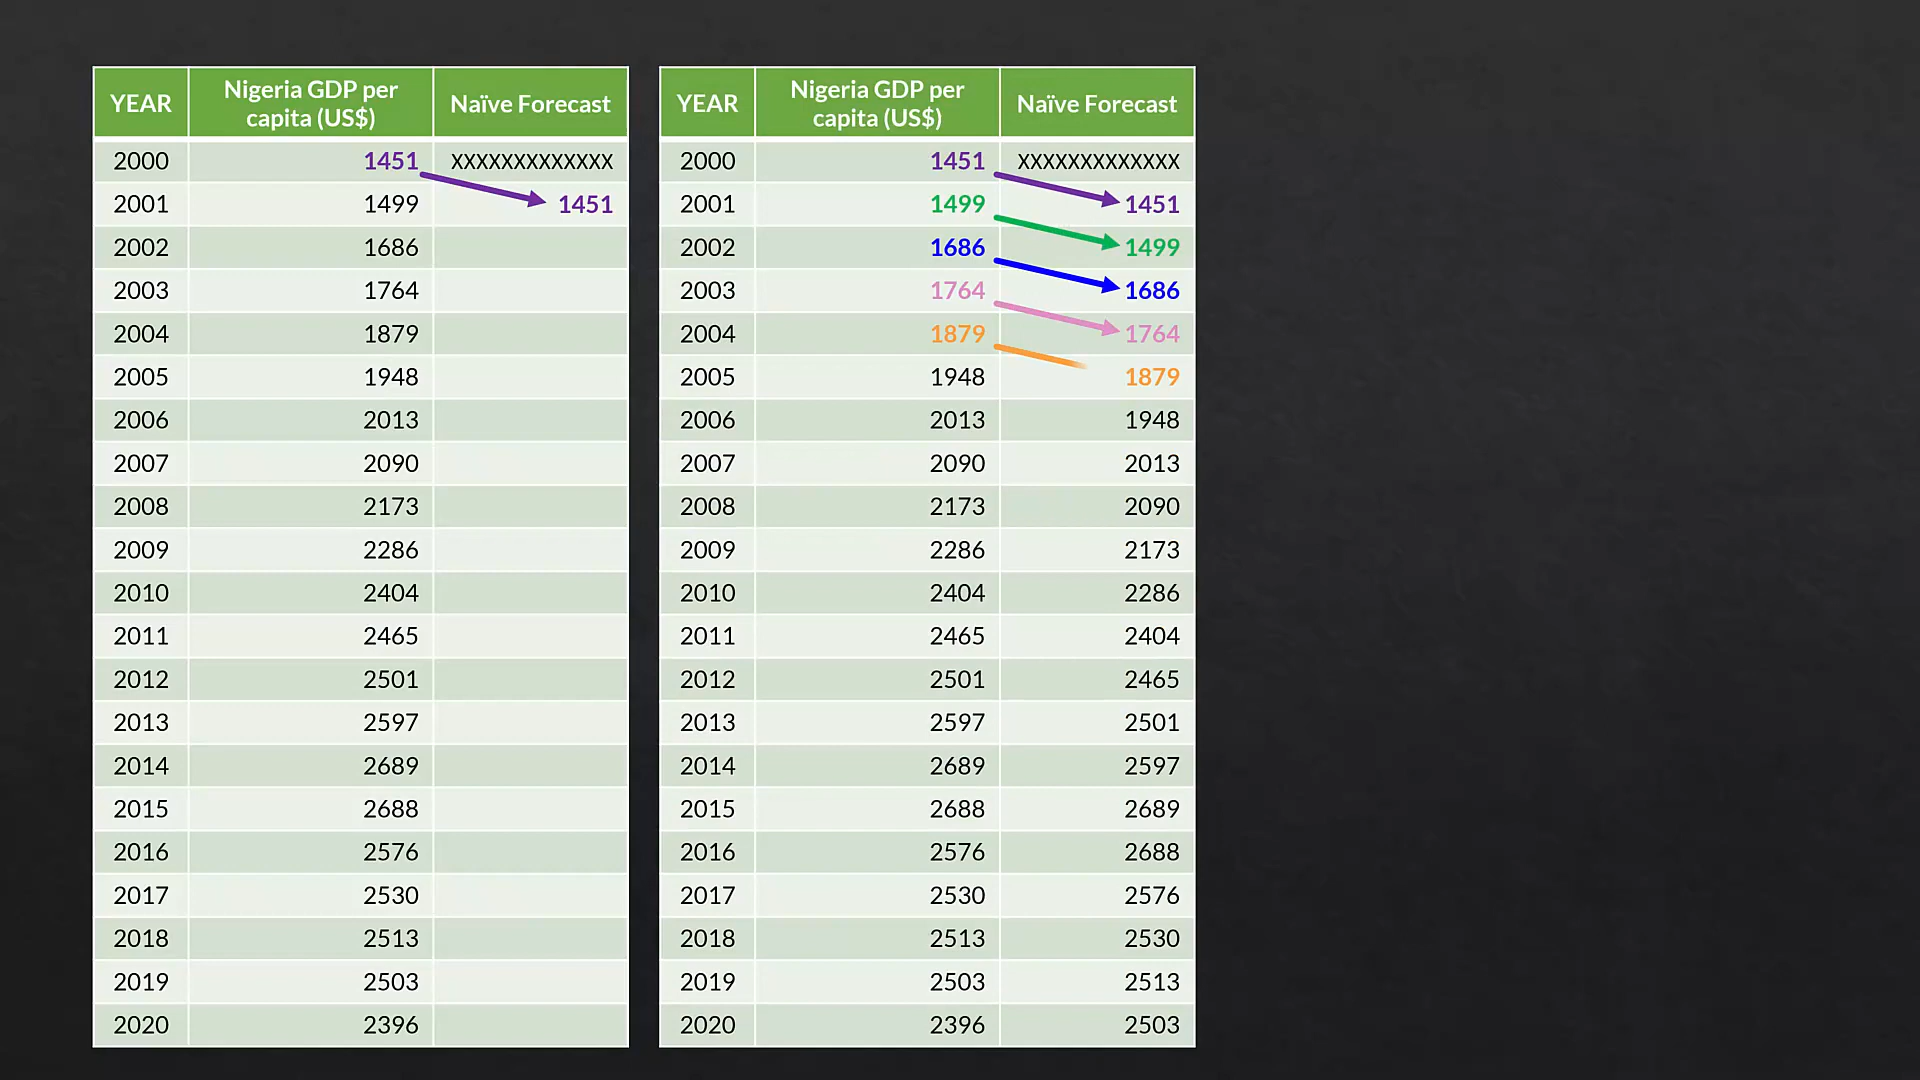 YEAR Nigeria GDP per capita (US$) Naïve Forecast
2000 1451 XXXXXXXXXXXXX
2001 1499 1451
2002 1686
2003 1764
2004 1879
2005 1948
2006 2013
2007 2090
2008 2173
2009 2286
2010 2404
2011 2465
2012 2501
2013 2597
2014 2689
2015 2688
2016 2576
2017 2530
2018 2513
2019 2503
2020 2396
YEAR Nigeria GDP per capita (US$) Naïve Forecast
2000 1451 XXXXXXXXXXXXX
2001 1499 1451
2002 1686 1499
2003 1764 1686
2004 1879 1764
2005 1948 1879
2006 2013 1948
2007 2090 2013
2008 2173 2090
2009 2286 2173
2010 2404 2286
2011 2465 2404
2012 2501 2465
2013 2597 2501
2014 2689 2597
2015 2688 2689
2016 2576 2688
2017 2530 2576
2018 2513 2530
2019 2503 2513
2020 2396 2503